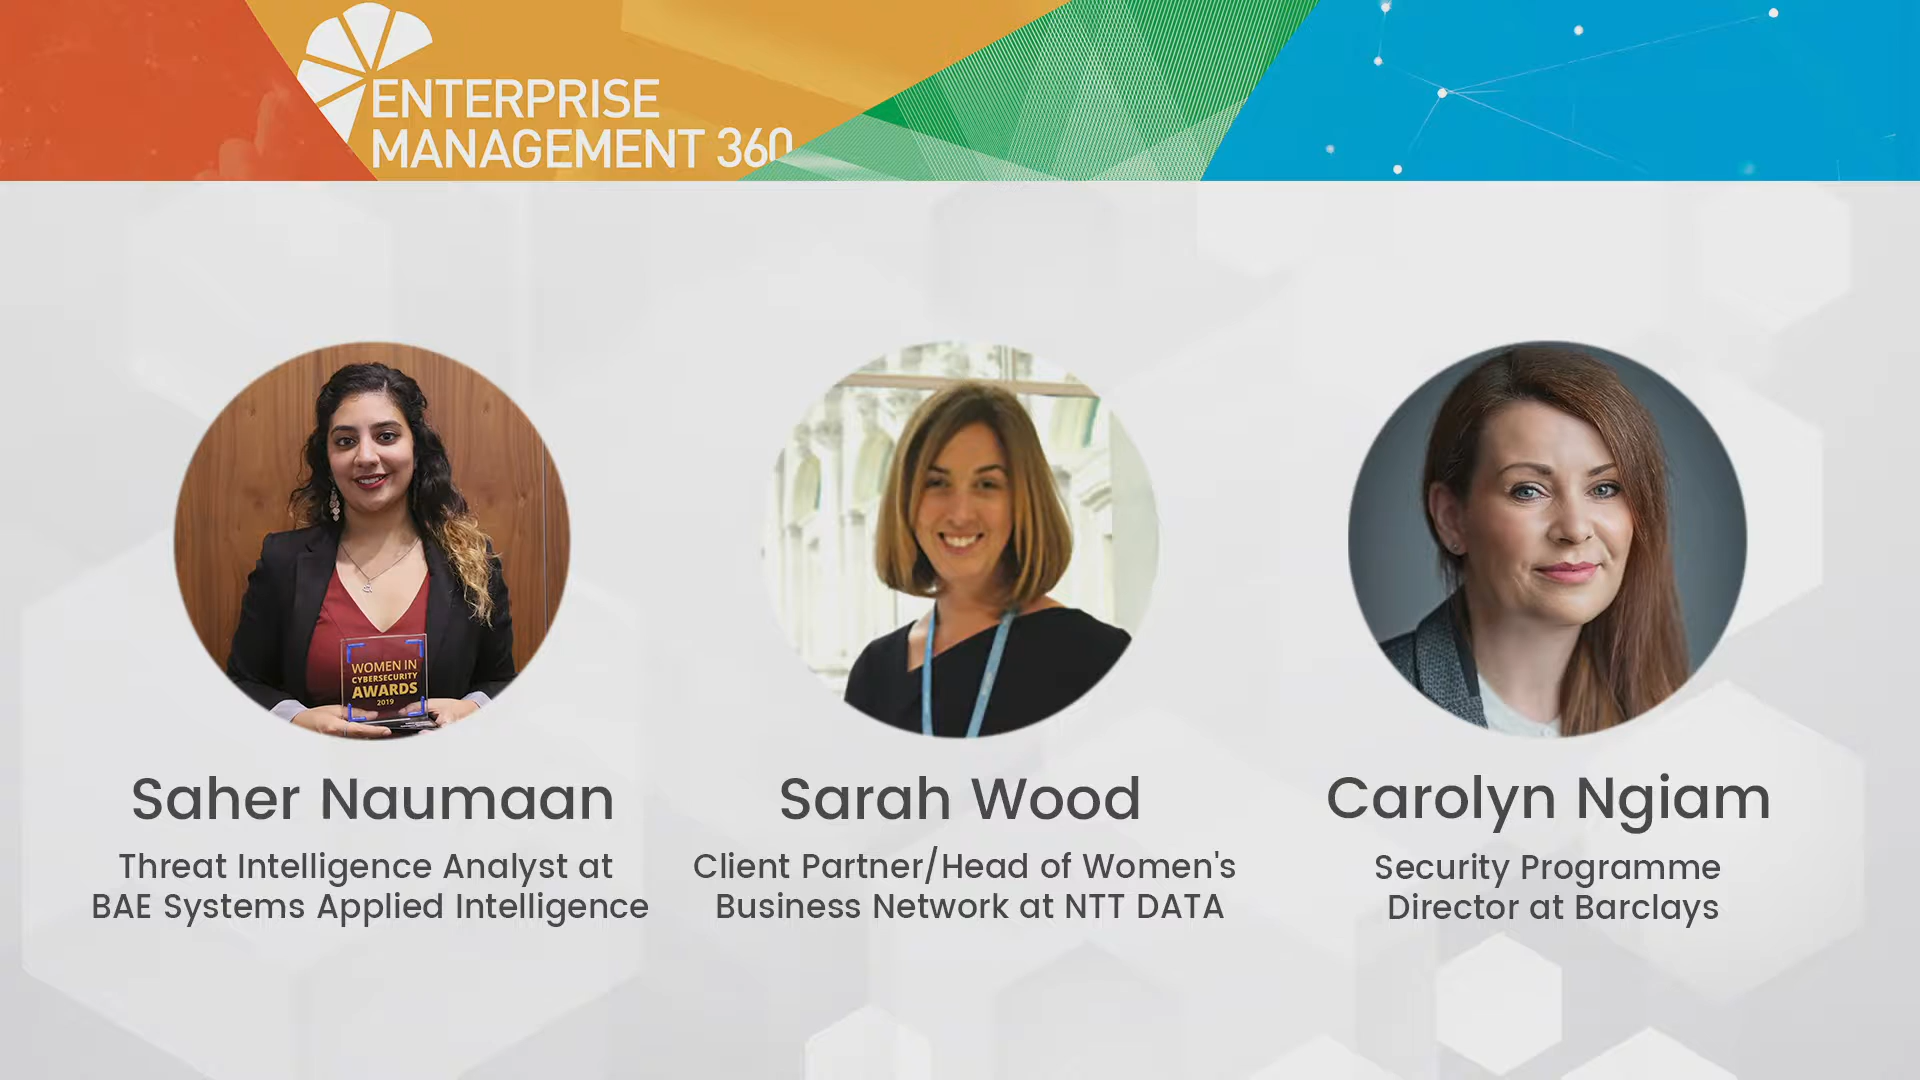 ENTERPRISE
MANAGEMENT 360
WOMEN IN
CYBERSECURITY
AWARDS
2019
Saher Naumaan
Threat Intelligence Analyst at
BAE Systems Applied Intelligence
Sarah Wood
Client Partner/Head of Women's
Business Network at NTT DATA
Carolyn Ngiam
Security Programme
Director at Barclays